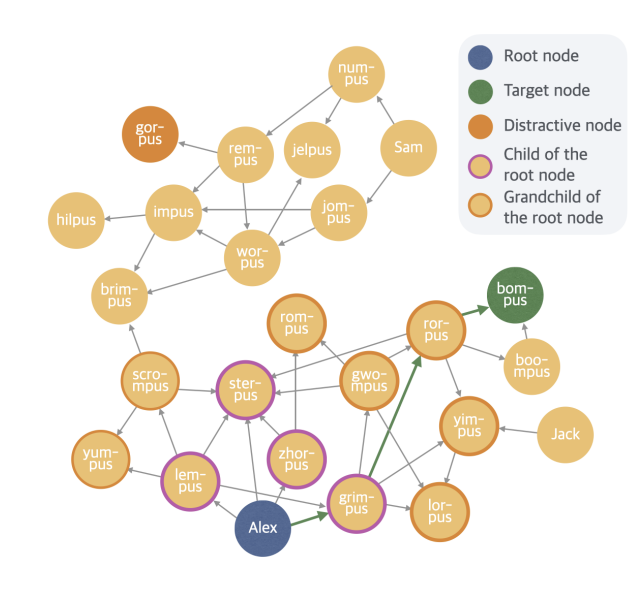 num-
pus
Root node
Target node
gor-
pus
Distractive node
rem-
pus
jelpus
Sam
Child of the
root node
Grandchild of
the root node
hilpus
impus
jom-
pus
wor-
pus
brim-
pus
bom-
pus
rom-
pus
ror-
pus
scro-
mpus
ster-
pus
gwo-
mpus
boo-
mpus
yim-
pus
Jack
yum-
pus
lem-
pus
zhor-
pus
grim-
pus
lor-
pus
Alex